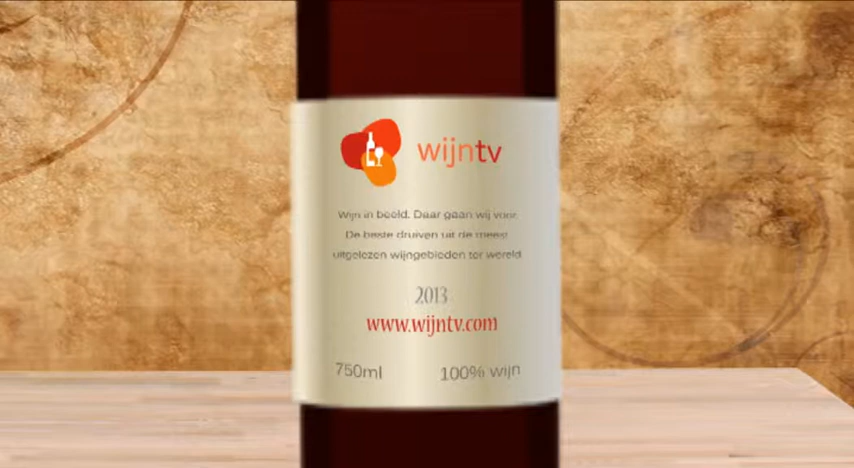 wijntv
Wijn in beeld. Daar gaan wij voor.
De beste druiven uit de meest
uitgelezen wijngebieden ter wereld
2013
www.wijntv.com
750ml 100% wijn